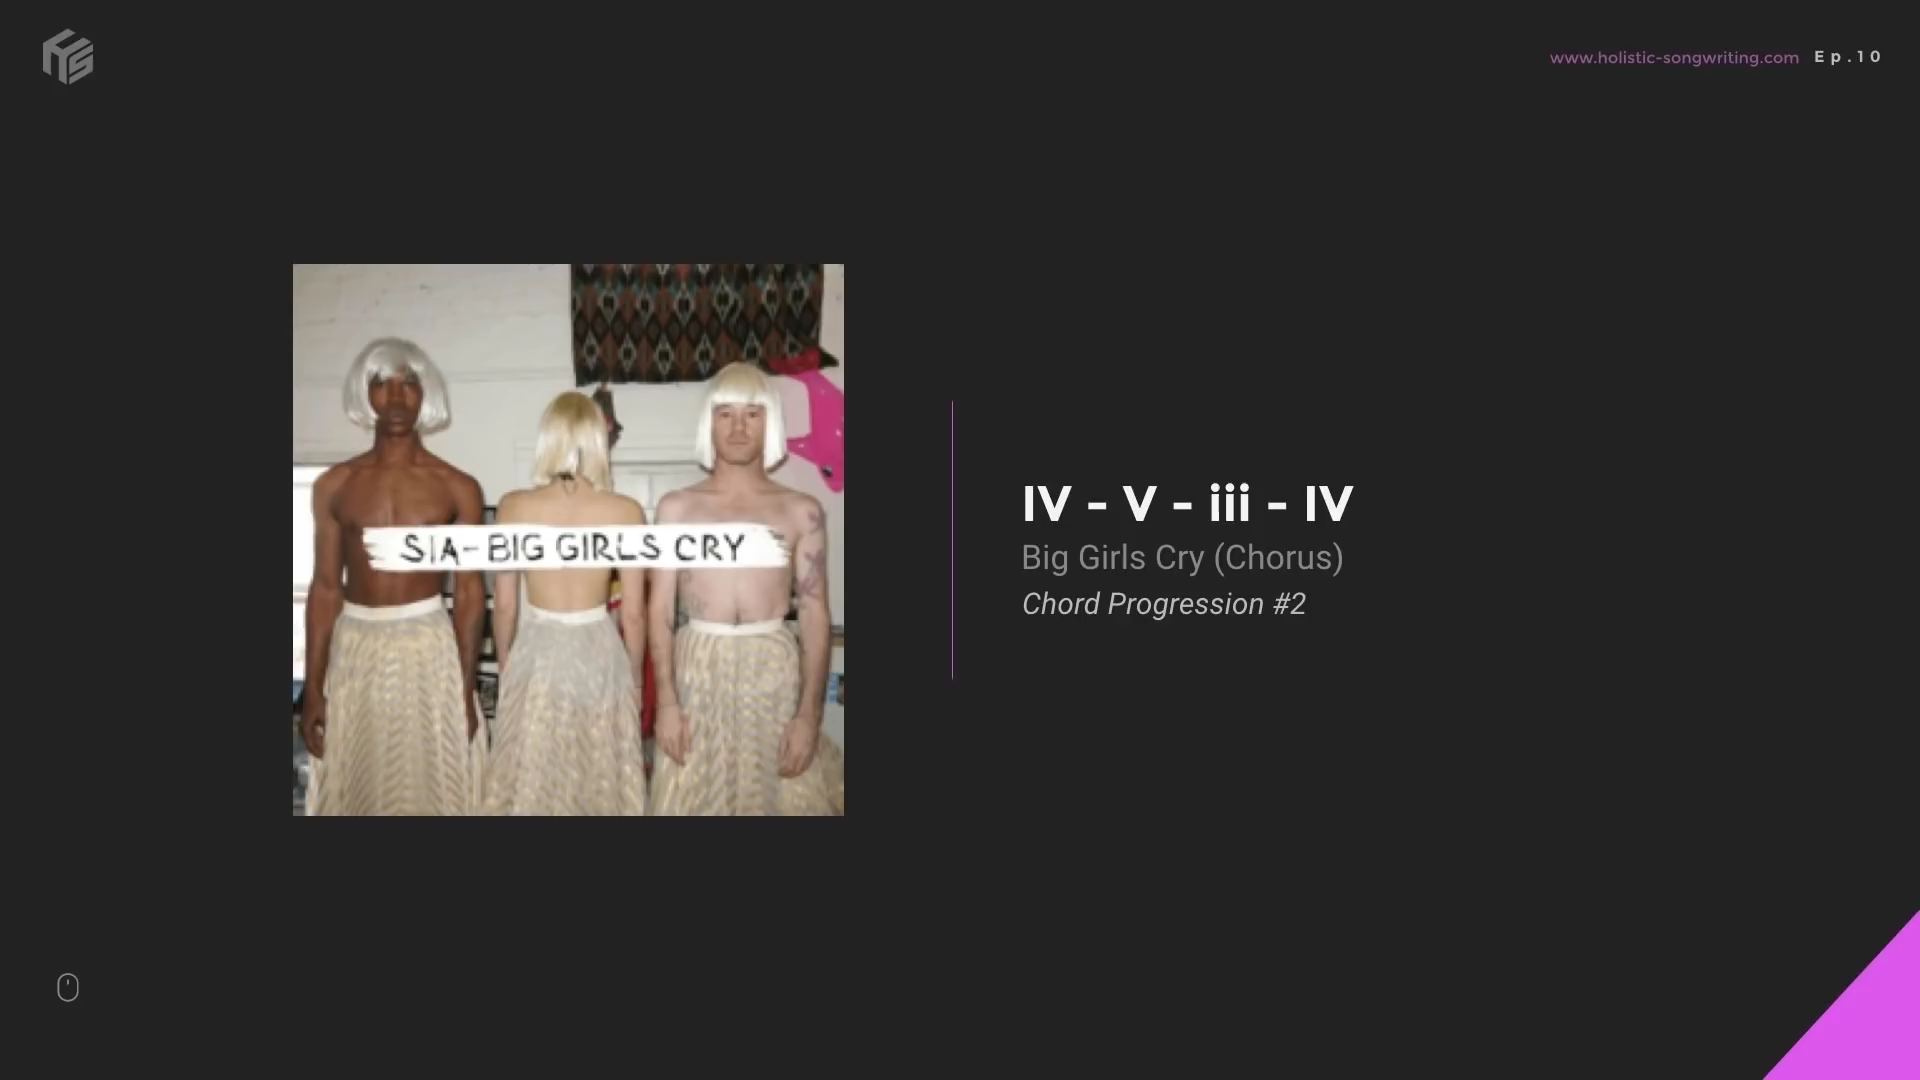 www.holistic-songwriting.com Ep.10
SIA-BIG GIRLS CRY
IV - V - iii - IV
Big Girls Cry (Chorus)
Chord Progression #2